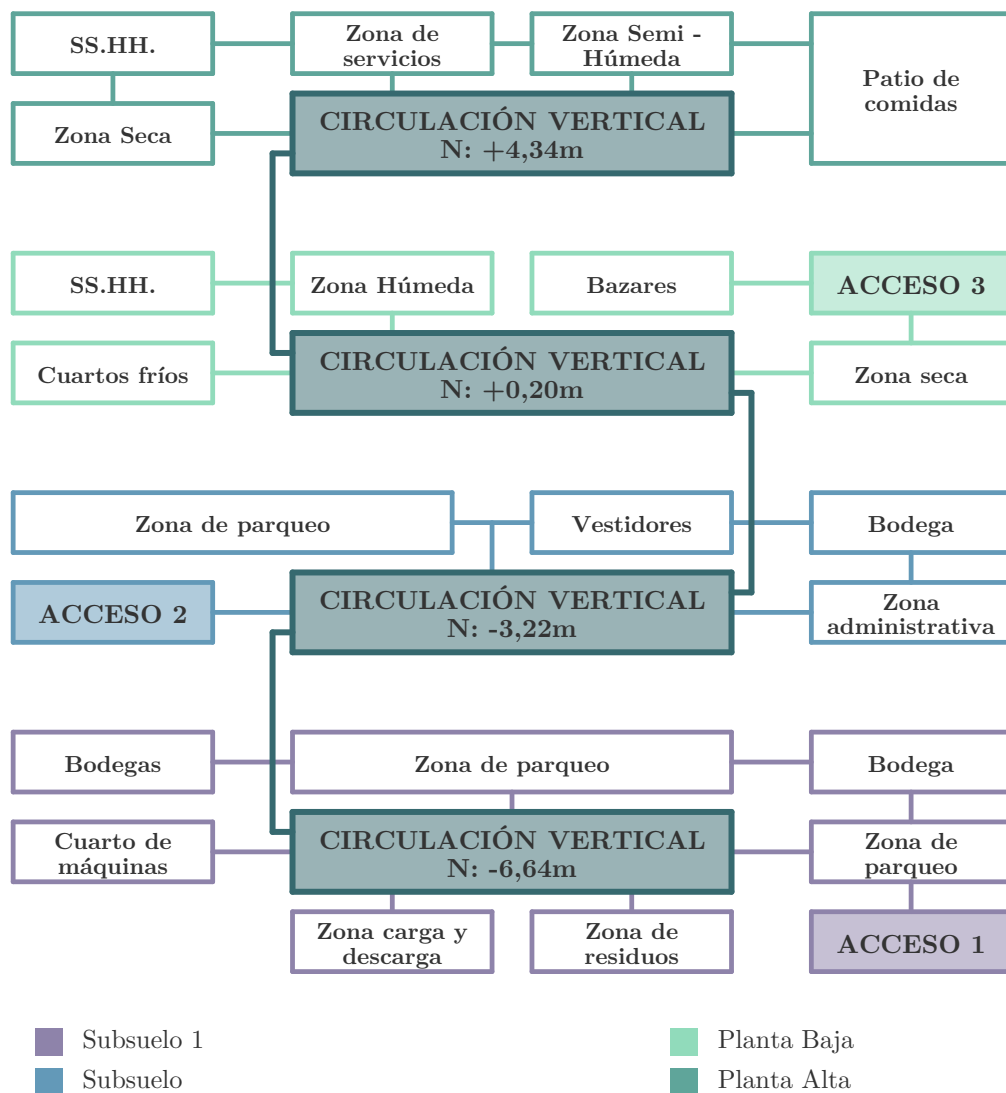 SS.HH.
Zona de
servicios
Zona Semi -
Húmeda
Patio de
comidas
Zona Seca
CIRCULACIÓN VERTICAL
N: +4,34m
SS.HH.
Zona Húmeda
Bazares
ACCESO 3
Cuartos fríos
CIRCULACIÓN VERTICAL
N: +0,20m
Zona seca
Zona de parqueo
Vestidores
Bodega
ACCESO 2
CIRCULACIÓN VERTICAL
N: -3,22m
Zona
administrativa
Bodegas
Zona de parqueo
Bodega
Cuarto de
máquinas
CIRCULACIÓN VERTICAL
N: -6,64m
Zona de
parqueo
Zona carga y
descarga
Zona de
residuos
ACCESO 1
Subsuelo 1
Subsuelo
Planta Baja
Planta Alta